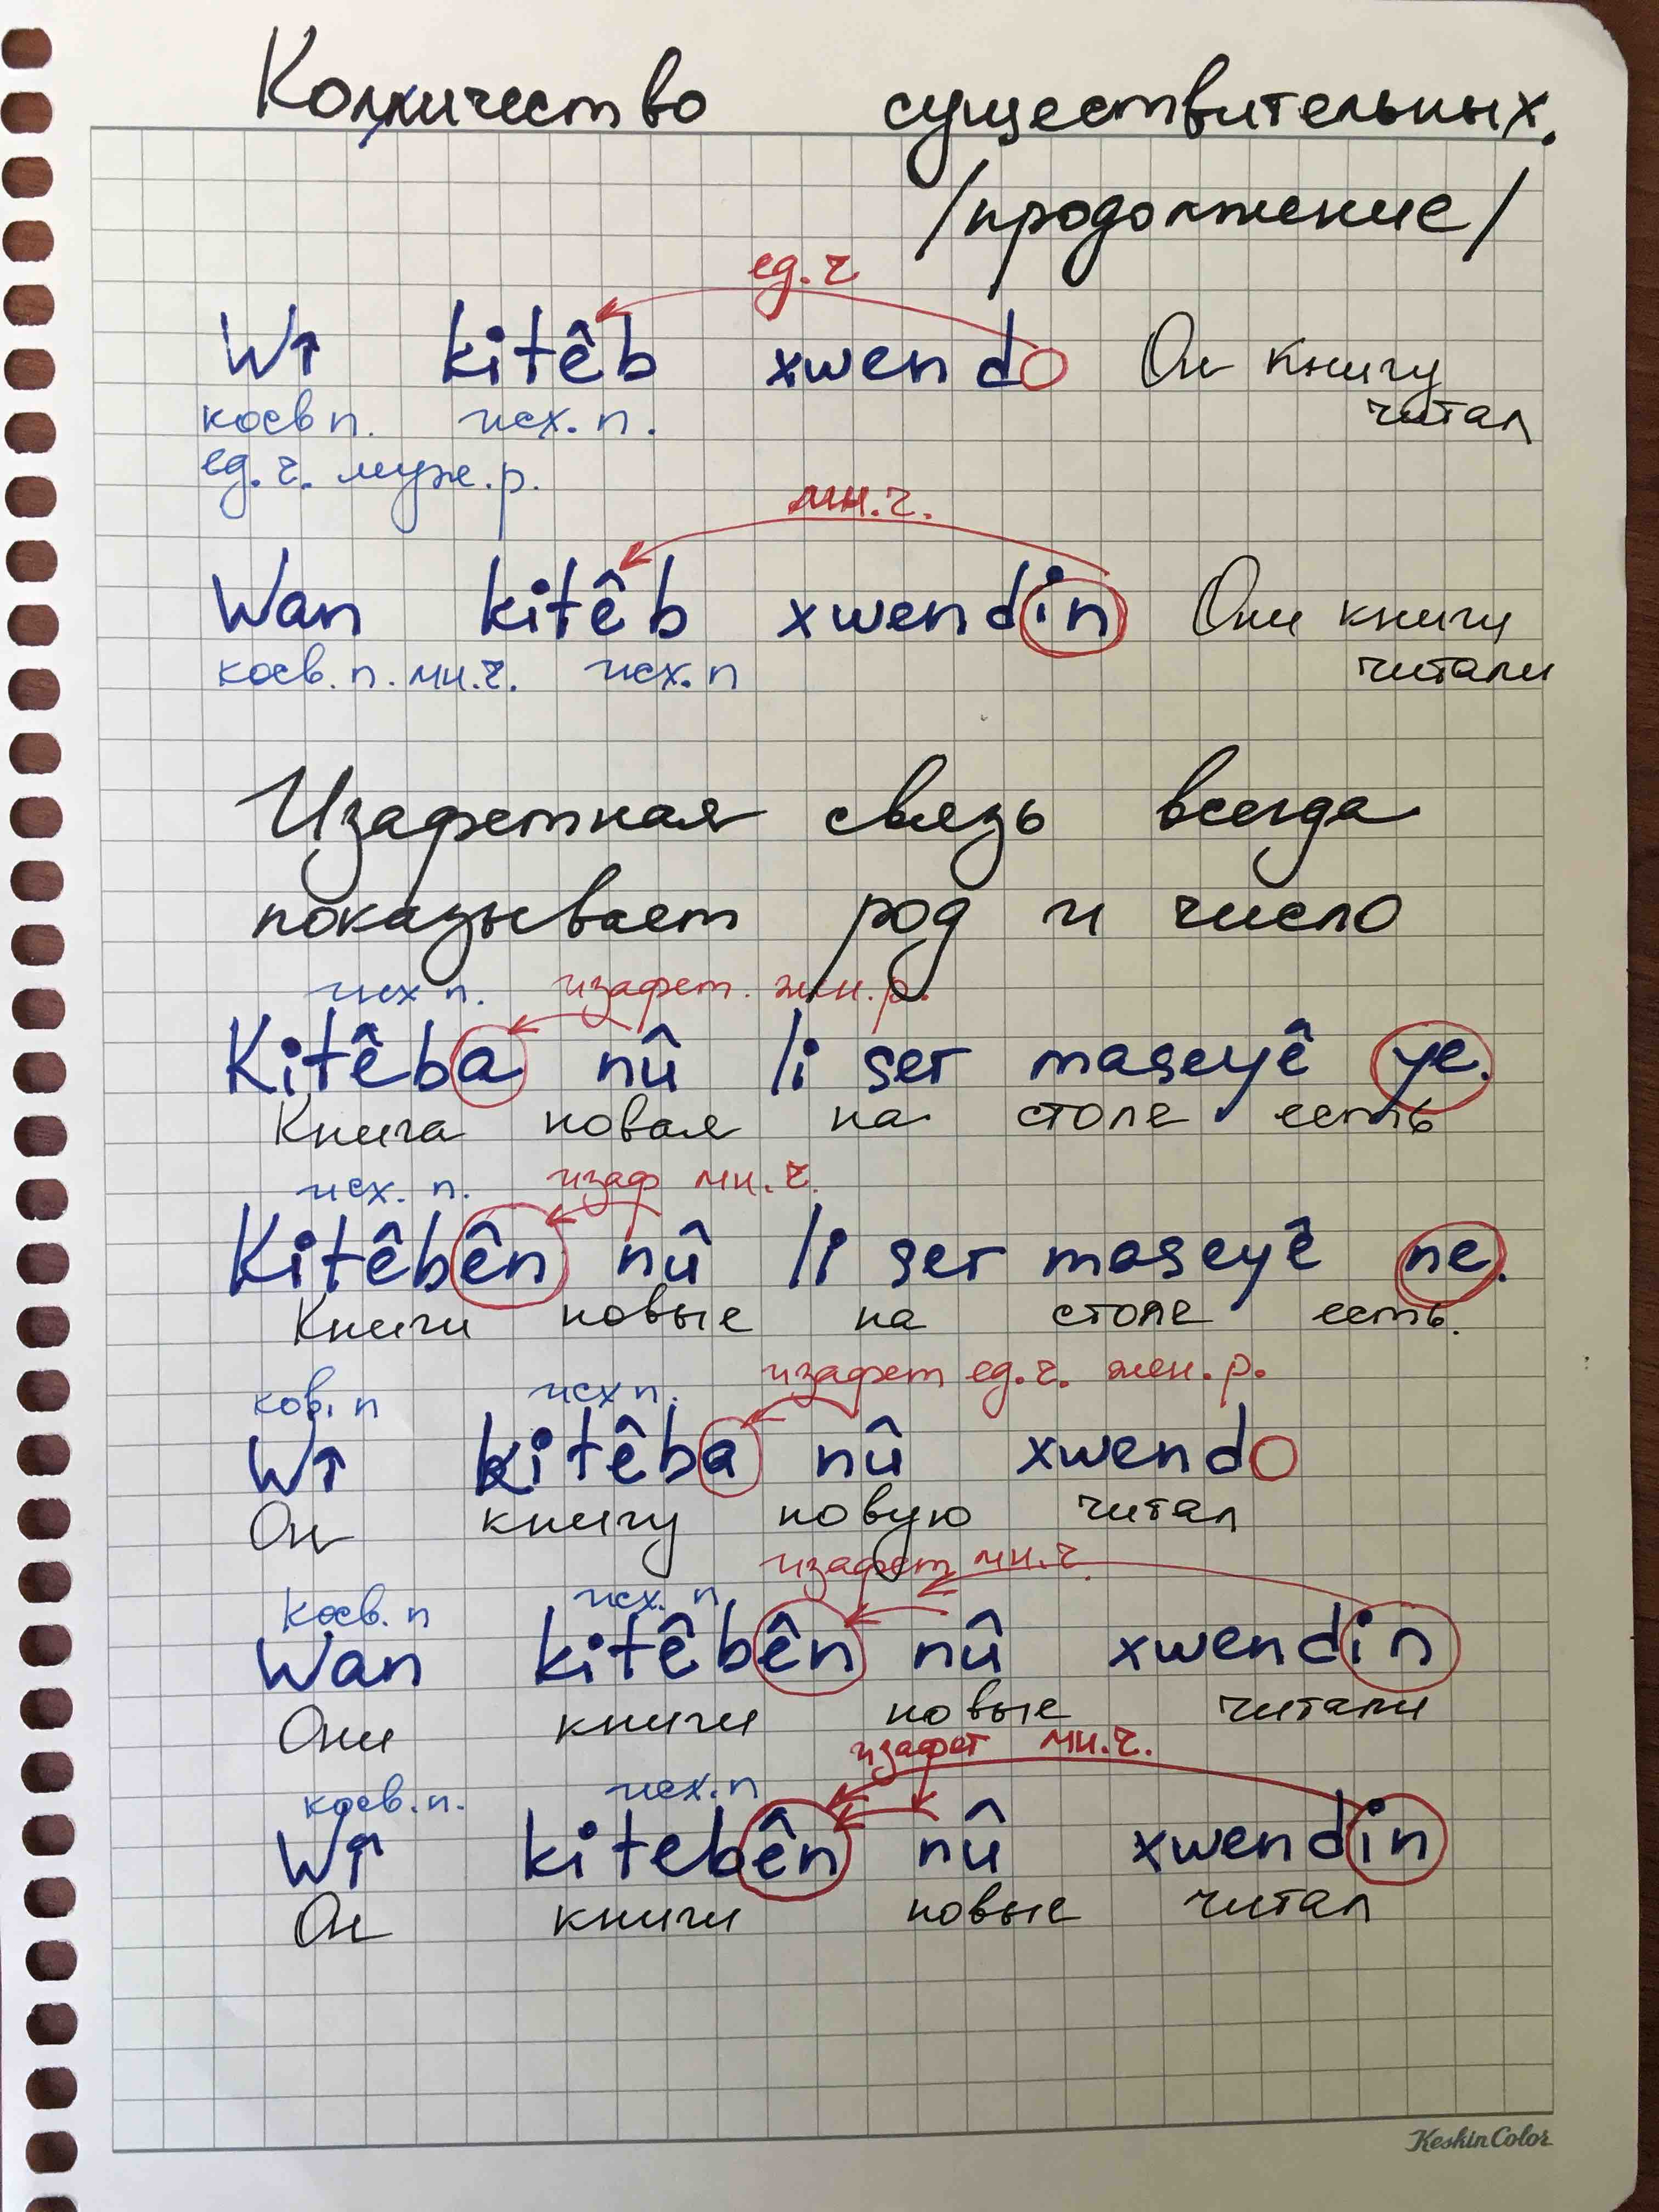 Количество существительных.
/продолжение/
ед.ч
Wî kitêb xwend Он книгу
косв п. исх. п. читал
ед.ч. муж.р.
мн.ч.
Wan kitêb xwendin Они книгу
косв.п.мн.ч. исх.п читали
Изафетная связь всегда
показывает род и число
исх п. изафет. жен.р.
Kitêba nû li ser maseyê ye.
Книга новая на столе есть
исх. п. изаф мн.ч.
Kitêbên nû li ser maseyê ne.
Книги новые на столе есть.
изафет ед.ч. жен.р.
ков. п исх п.
Wî kitêba nû xwend
Он книгу новую читал
изафет мн.ч.
косв. п исх. п
Wan kitêbên nû xwendin
Они книги новые читали
изафет мн.ч.
косв.п. исх.п
Wî kitebên nû xwendin
Он книги новые читал
KeskinColor